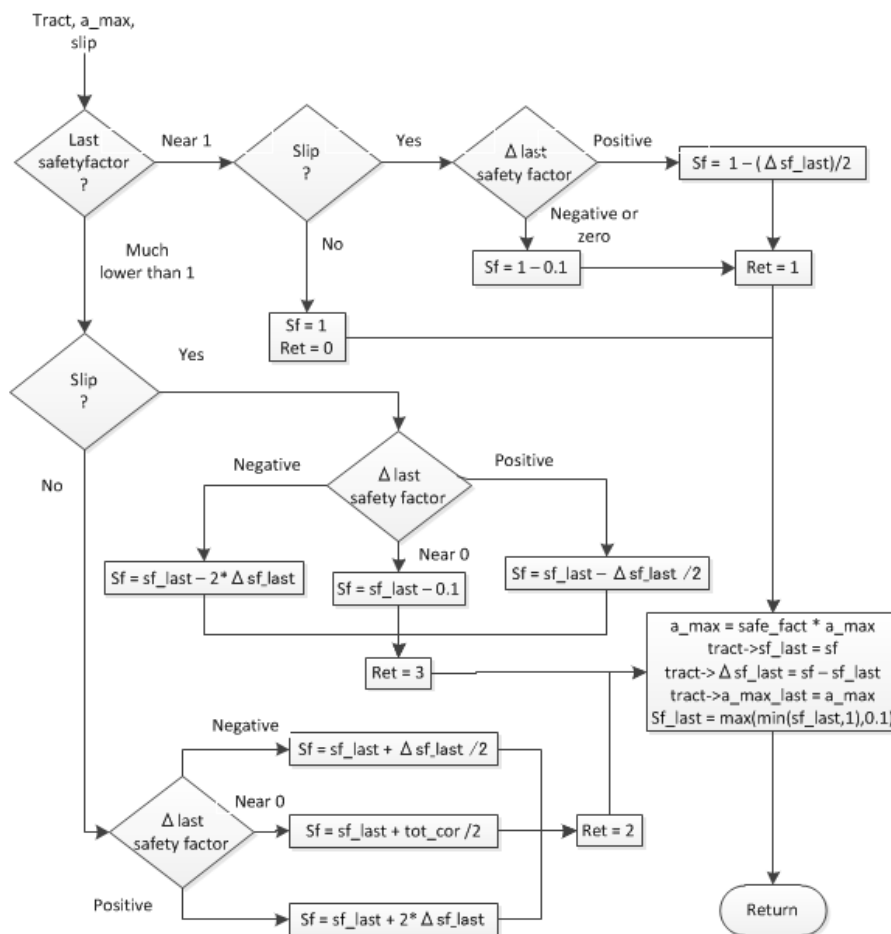 Tract, a_max,
slip
Last
safetyfactor
?
Near 1
Slip
?
Yes
Δ last
safety factor
Positive
Sf = 1 – ( Δ sf_last)/2
Negative or
zero
No
Sf = 1 – 0.1
Ret = 1
Much
lower than 1
Sf = 1
Ret = 0
Slip
?
Yes
No
Δ last
safety factor
Negative
Positive
Near 0
Sf = sf_last – 2* Δ sf_last
Sf = sf_last – 0.1
Sf = sf_last – Δ sf_last /2
Ret = 3
a_max = safe_fact * a_max
tract->sf_last = sf
tract-> Δ sf_last = sf – sf_last
tract->a_max_last = a_max
Sf_last = max(min(sf_last,1),0.1)
Negative
Sf = sf_last + Δ sf_last /2
Δ last
safety factor
Near 0
Sf = sf_last + tot_cor /2
Ret = 2
Positive
Sf = sf_last + 2* Δ sf_last
Return